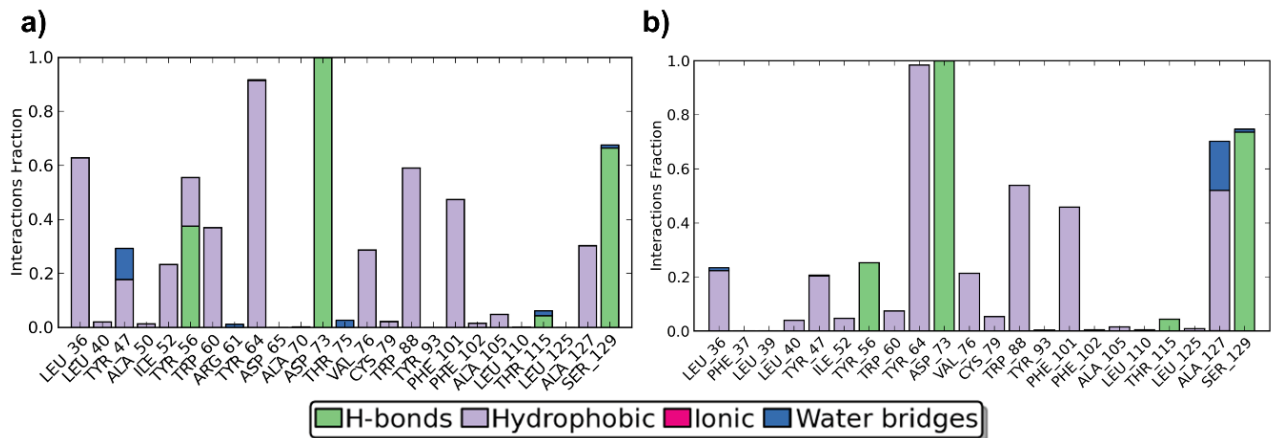 a)
Interactions Fraction
1.0
0.8
0.6
0.4
0.2
0.0
LEU_36
LEU_40
TYR_47
ALA_50
ILE_52
TYR_56
TRP_60
ARG_61
TYR_64
ASP_65
ALA_70
ASP_73
THR_75
VAL_76
CYS_79
TRP_88
TYR_93
PHE_101
PHE_102
ALA_105
LEU_110
THR_115
LEU_125
ALA_127
SER_129
b)
Interactions Fraction
1.0
0.8
0.6
0.4
0.2
0.0
LEU_36
PHE_37
LEU_39
LEU_40
TYR_47
ILE_52
TYR_56
TRP_60
TYR_64
ASP_73
VAL_76
CYS_79
TRP_88
TYR_93
PHE_101
PHE_102
ALA_105
LEU_110
THR_115
LEU_125
ALA_127
SER_129
H-bonds Hydrophobic Ionic Water bridges